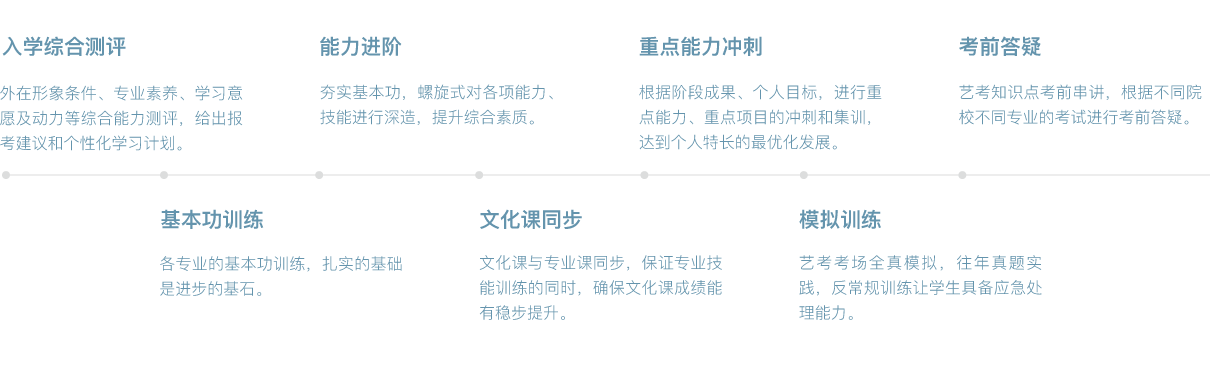 入学综合测评
外在形象条件、专业素养、学习意
愿及动力等综合能力测评，给出报
考建议和个性化学习计划。
基本功训练
各专业的基本功训练，扎实的基础
是进步的基石。
能力进阶
夯实基本功，螺旋式对各项能力、
技能进行深造，提升综合素质。
文化课同步
文化课与专业课同步，保证专业技
能训练的同时，确保文化课成绩能
有稳步提升。
重点能力冲刺
根据阶段成果、个人目标，进行重
点能力、重点项目的冲刺和集训，
达到个人特长的最优化发展。
模拟训练
艺考考场全真模拟，往年真题实
践，反常规训练让学生具备应急处
理能力。
考前答疑
艺考知识点考前串讲，根据不同院
校不同专业的考试进行考前答疑。